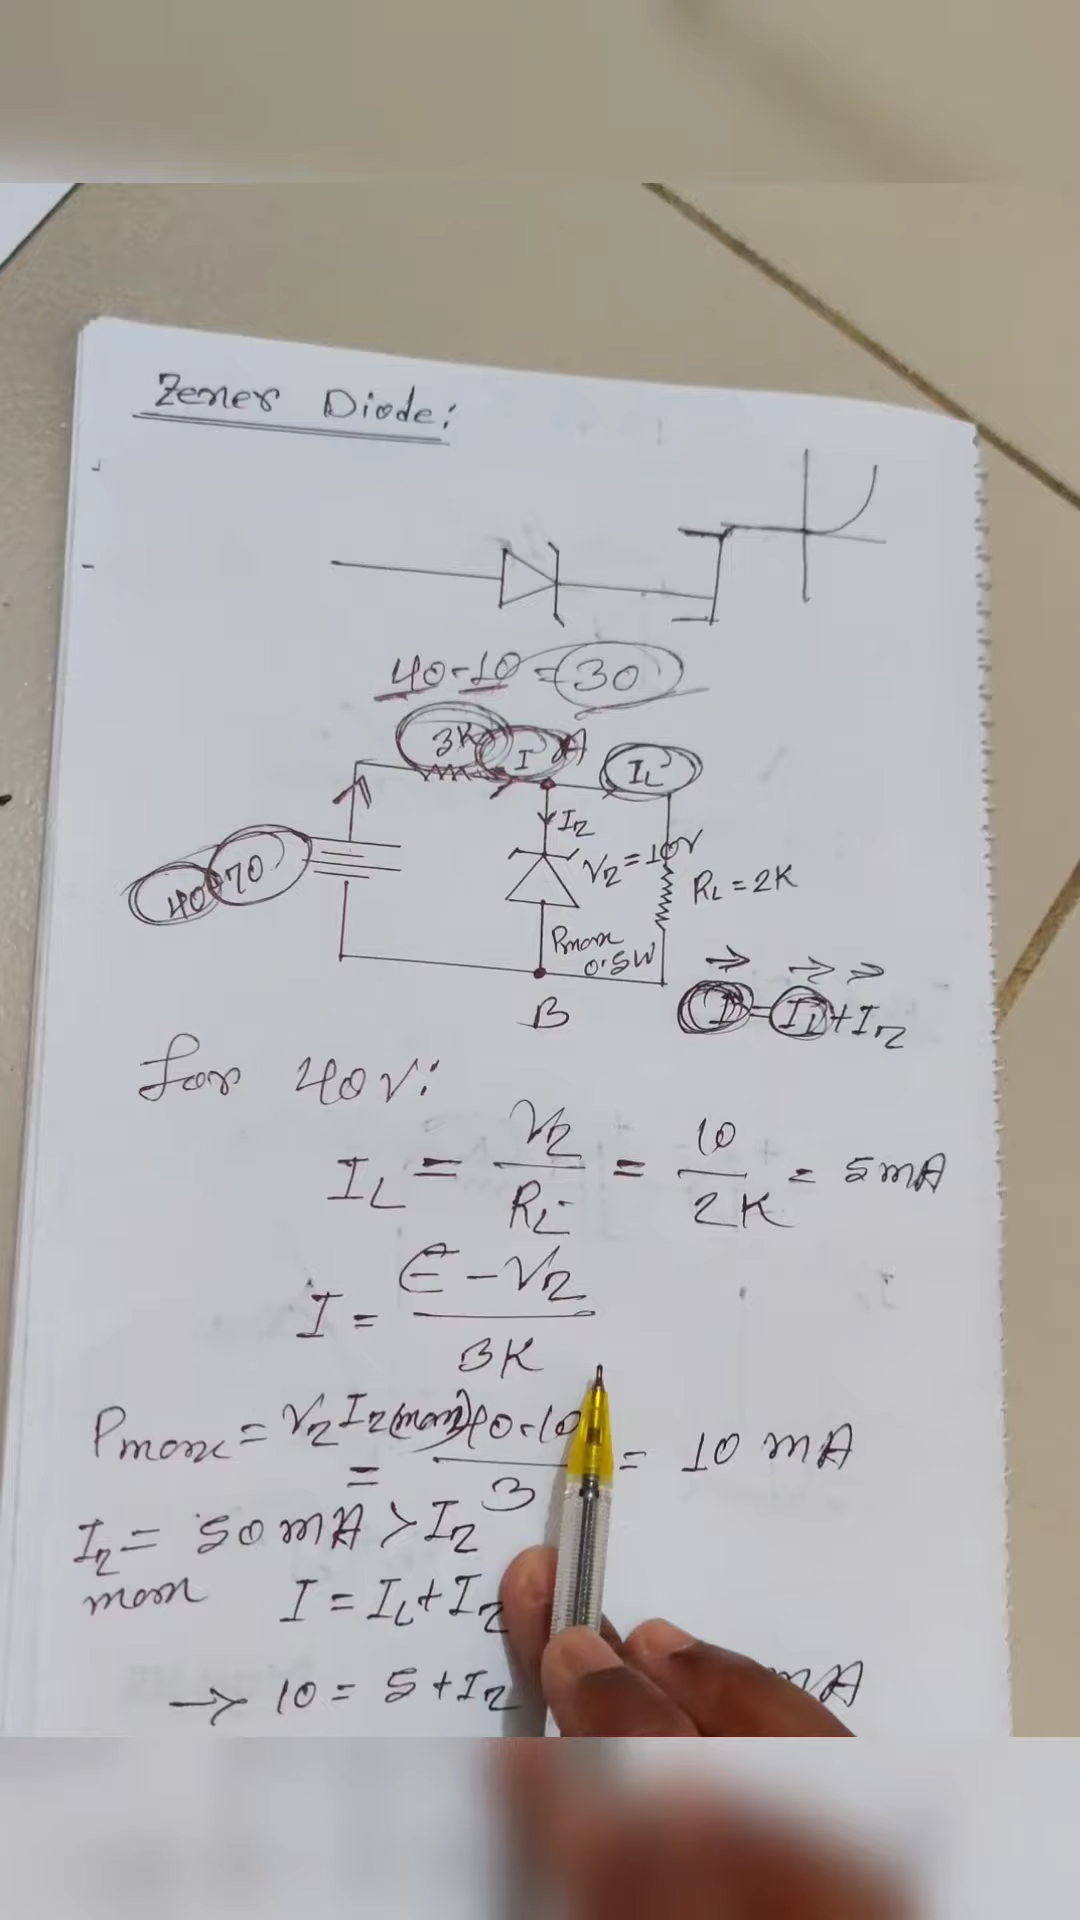 Zener Diode:
40-10 = 30
3K I A IL
IZ
40-70 VZ=10V
RL = 2K
Pmax
0.5W
I = IL + IZ
B
for 40V:
IL = VZ / RL = 10 / 2K = 5mA
I = E - VZ / 3K
Pmax = VZ IZ(max)
= 40-10 / 3 = 10 mA
IZ = 50mA > IZ
max
I = IL + IZ
→ 10 = 5 + IZ mA